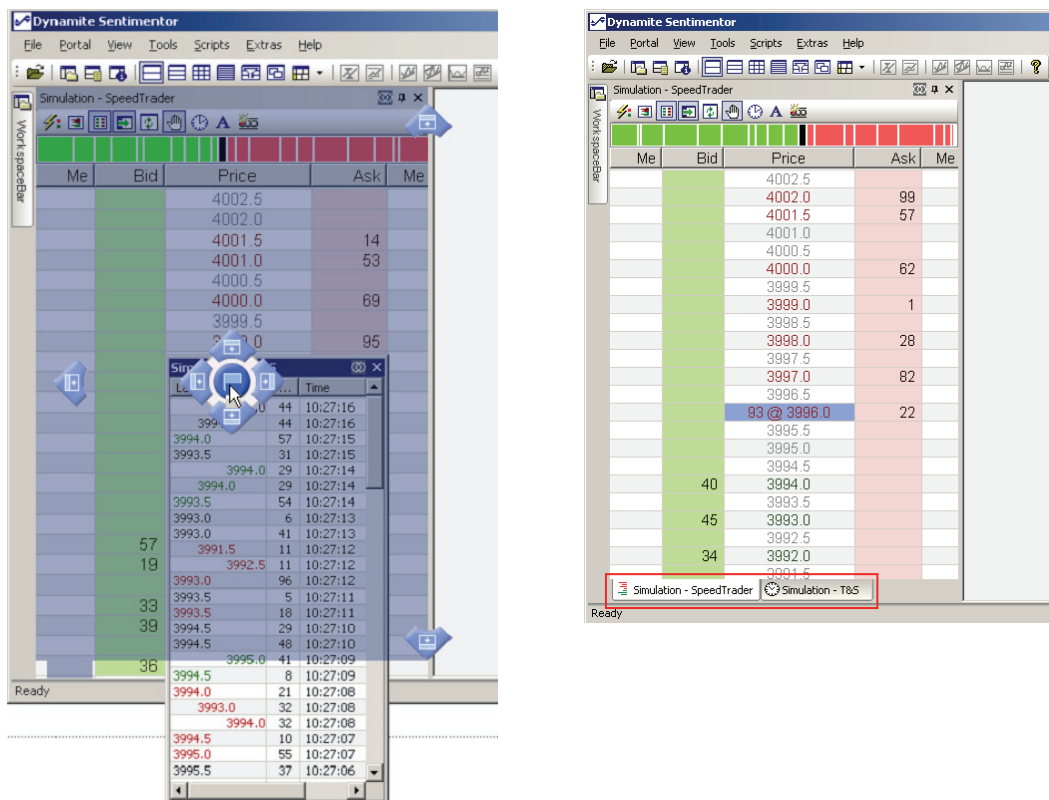 Dynamite Sentimentor
File Portal View Tools Scripts Extras Help
Simulation - SpeedTrader
WorkspaceBar
A
Me Bid Price Ask Me
4002.5
4002.0
4001.5 14
4001.0 53
4000.5
4000.0 69
3999.5
95
Time
44 10:27:16
44 10:27:16
3994.0 57 10:27:15
3993.5 31 10:27:15
3994.0 29 10:27:14
3994.0 29 10:27:14
3993.5 54 10:27:14
3993.0 6 10:27:13
3993.0 41 10:27:13
57 3991.5 11 10:27:12
19 3992.5 11 10:27:12
3993.0 96 10:27:12
3993.5 5 10:27:11
33 3993.5 18 10:27:11
39 3994.5 29 10:27:10
3994.5 48 10:27:10
36 3995.0 41 10:27:09
3994.5 8 10:27:09
Ready
3994.0 21 10:27:08
3993.0 32 10:27:08
3994.0 32 10:27:08
3994.5 10 10:27:07
3995.0 55 10:27:07
3995.5 37 10:27:06
Dynamite Sentimentor
File Portal View Tools Scripts Extras Help
?
Simulation - SpeedTrader
WorkspaceBar
A
Me Bid Price Ask Me
4002.5
4002.0 99
4001.5 57
4001.0
4000.5
4000.0 62
3999.5
3999.0 1
3998.5
3998.0 28
3997.5
3997.0 82
3996.5
93 @ 3996.0 22
3995.5
3995.0
3994.5
40 3994.0
3993.5
45 3993.0
3992.5
34 3992.0
3991.5
Simulation - SpeedTrader Simulation - T&S
Ready